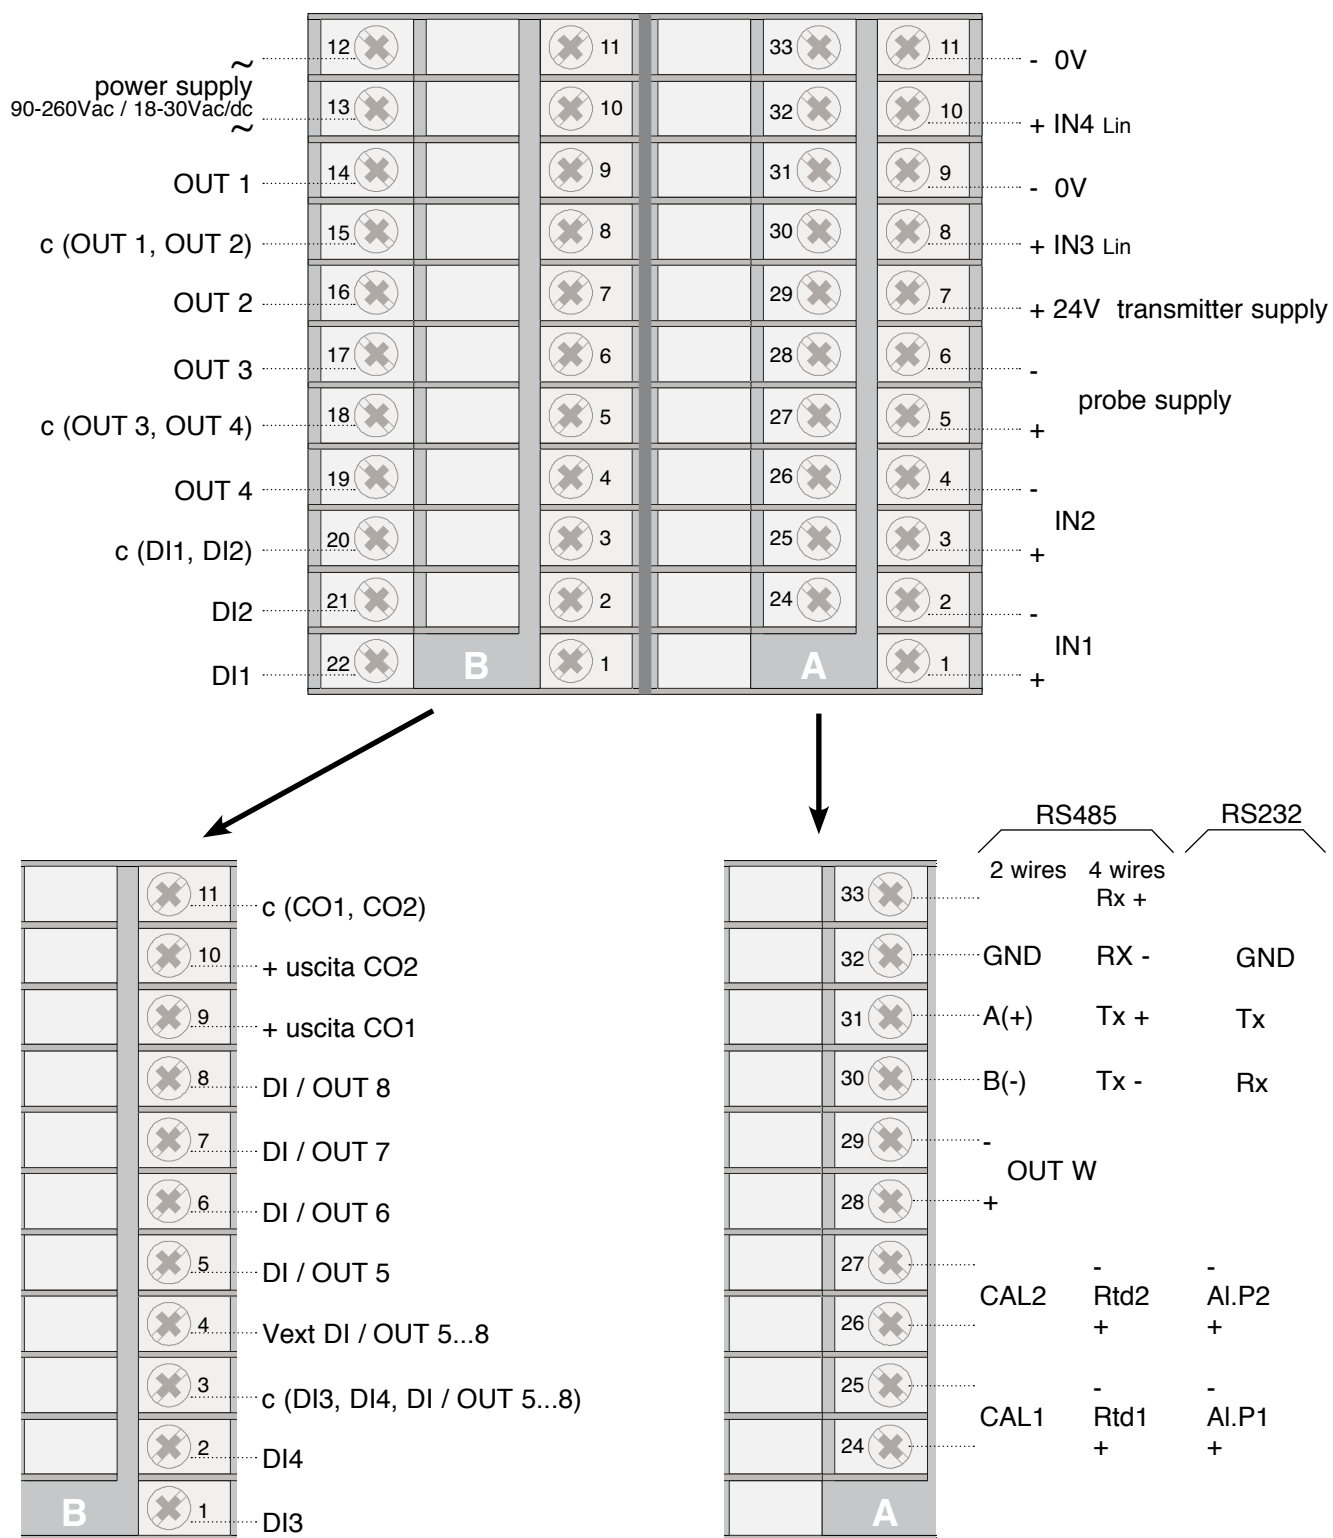 12 11 33 11
~
- 0V
power supply
90-260Vac / 18-30Vac/dc
~
13 10 32 10
+ IN4 Lin
14 9 31 9
OUT 1
- 0V
15 8 30 8
c (OUT 1, OUT 2)
+ IN3 Lin
16 7 29 7
OUT 2
+ 24V transmitter supply
17 6 28 6
OUT 3
-
probe supply
18 5 27 5
c (OUT 3, OUT 4)
+
19 4 26 4
OUT 4
-
IN2
20 3 25 3
c (DI1, DI2)
+
21 2 24 2
DI2
-
IN1
22 B 1 A 1
DI1
+
11
c (CO1, CO2)
10
+ uscita CO2
9
+ uscita CO1
8
DI / OUT 8
7
DI / OUT 7
6
DI / OUT 6
5
DI / OUT 5
4
Vext DI / OUT 5...8
3
c (DI3, DI4, DI / OUT 5...8)
2
DI4
B 1
DI3
RS485 RS232
2 wires 4 wires
33 Rx +
32 GND RX - GND
31 A(+) Tx + Tx
30 B(-) Tx - Rx
29 -
OUT W
28 +
27 - -
CAL2 Rtd2 Al.P2
26 + +
25 - -
CAL1 Rtd1 Al.P1
24 + +
A